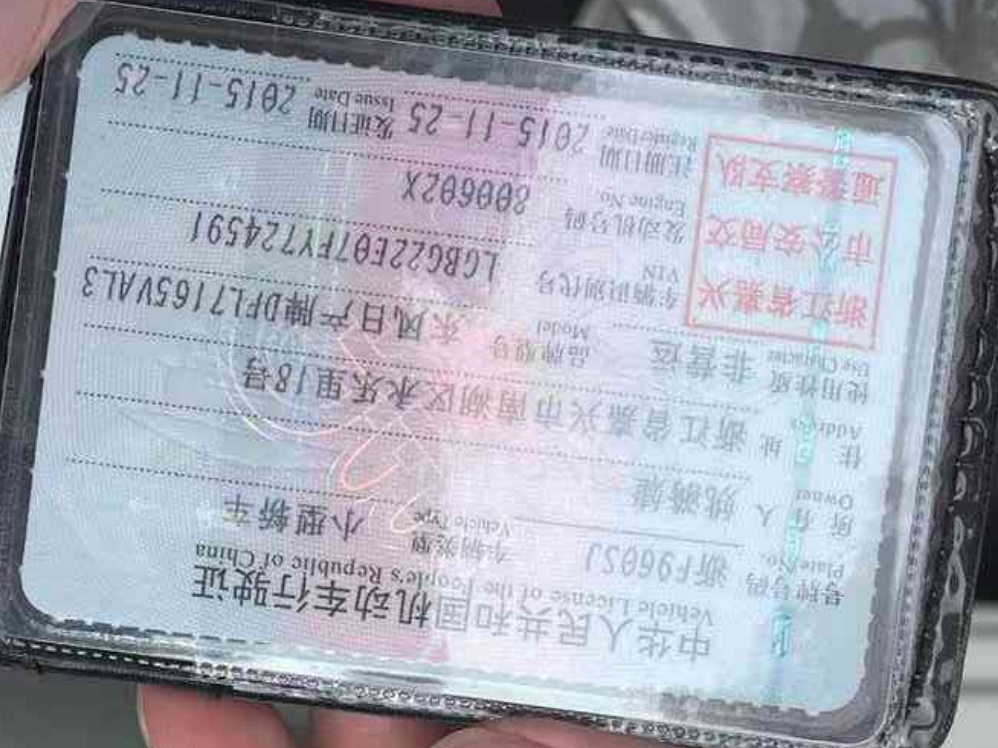 中华人民共和国机动车行驶证
Vehicle License of the People's Republic of China
号牌号码 浙F960SJ 车辆类型 小型轿车
Plate No. Vehicle Type
所有人
Owner
住址 浙江省嘉兴市南湖区永乐里18号
Address
使用性质 非营运 品牌型号 东风日产牌DFL7165VAL3
Use Character Model
浙江省嘉兴
市公安局交
通警察支队
车辆识别代号 LGBG22E07FY724591
VIN
发动机号码 800602X
Engine No.
注册日期 2015-11-25 发证日期 2015-11-25
Register Date Issue Date